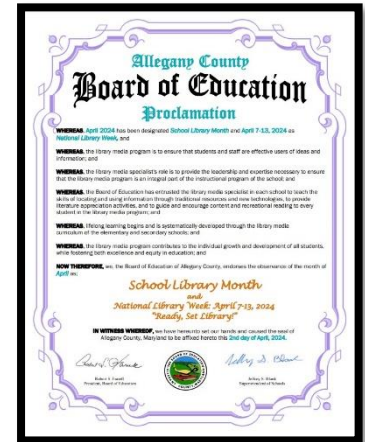 Allegany County
Board of Education
Proclamation
WHEREAS, April 2024 has been designated School Library Month and April 7-13, 2024 as
National Library Week, and
WHEREAS, the library media program is to ensure that students and staff are effective users of ideas and
information; and
WHEREAS, the library media specialist's role is to provide the leadership and expertise necessary to ensure
that the library media program is an integral part of the instructional program of the school; and
WHEREAS, the Board of Education has entrusted the library media specialist in each school to teach the
skills of locating and using information through traditional resources and new technologies, to provide
literature appreciation activities, and to guide and encourage content and recreational reading to every
student in the library media program; and
WHEREAS, lifelong learning begins and is systematically developed through the library media
curriculum of the elementary and secondary schools; and
WHEREAS, the library media program contributes to the individual growth and development of all students,
while fostering both excellence and equity in education; and
NOW THEREFORE, we, the Board of Education of Allegany County, endorses the observance of the month of
April as:
School Library Month
and
National Library Week: April 7-13, 2024
"Ready, Set Library!"
IN WITNESS WHEREOF, we have hereunto set our hands and caused the seal of
Allegany County, Maryland to be affixed hereto this 2nd day of April, 2024.
President, Board of Education
Superintendent of Schools